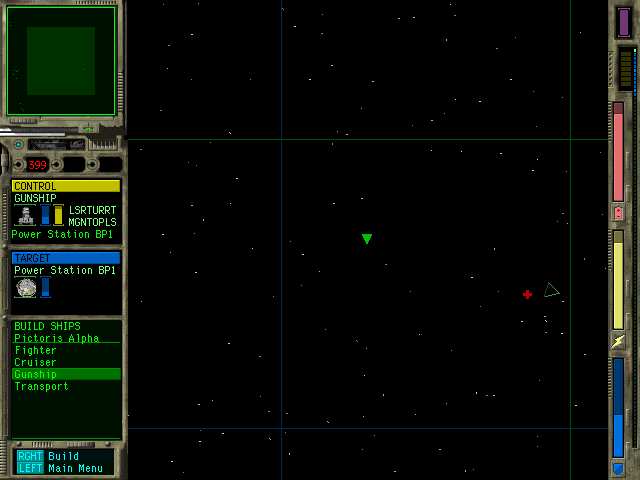 399
CONTROL
GUNSHIP
LSRTURRT
MGNTOPLS
Power Station BP1
TARGET
Power Station BP1
BUILD SHIPS
Pictoris Alpha
Fighter
Cruiser
Gunship
Transport
RGHT Build
LEFT Main Menu